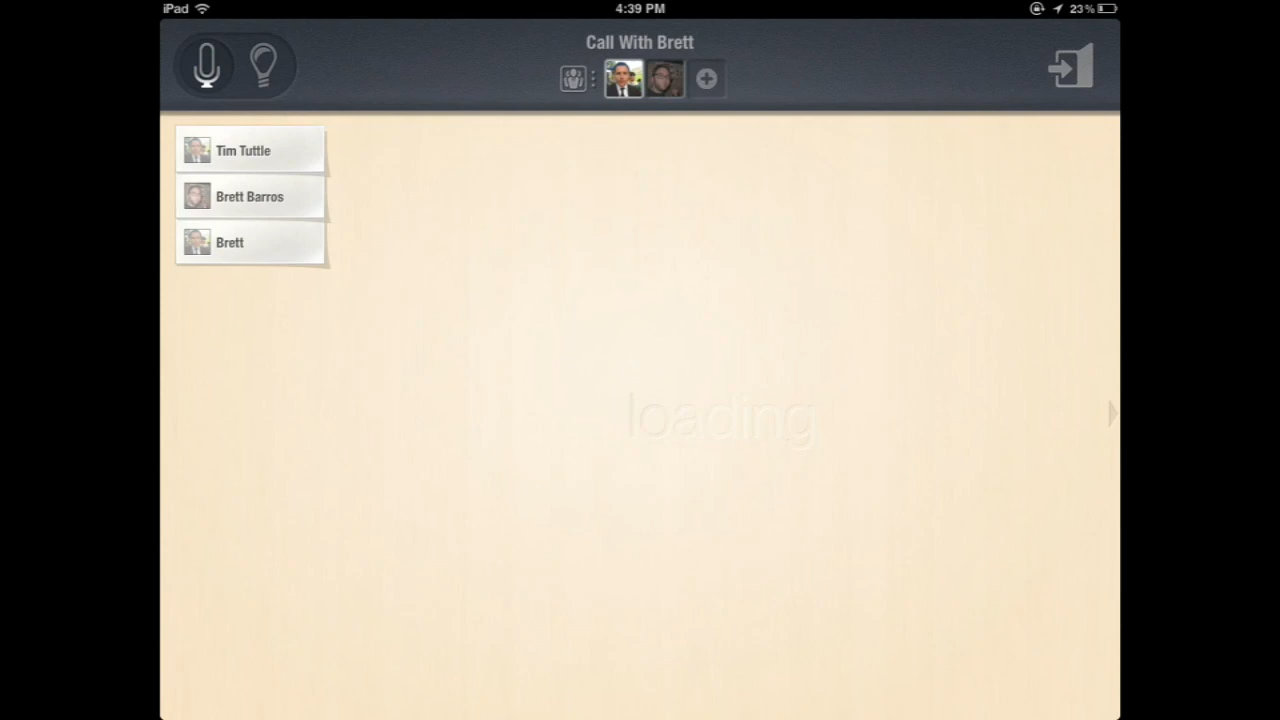 iPad 4:39 PM 23%
Call With Brett
Tim Tuttle
Brett Barros
Brett
loading